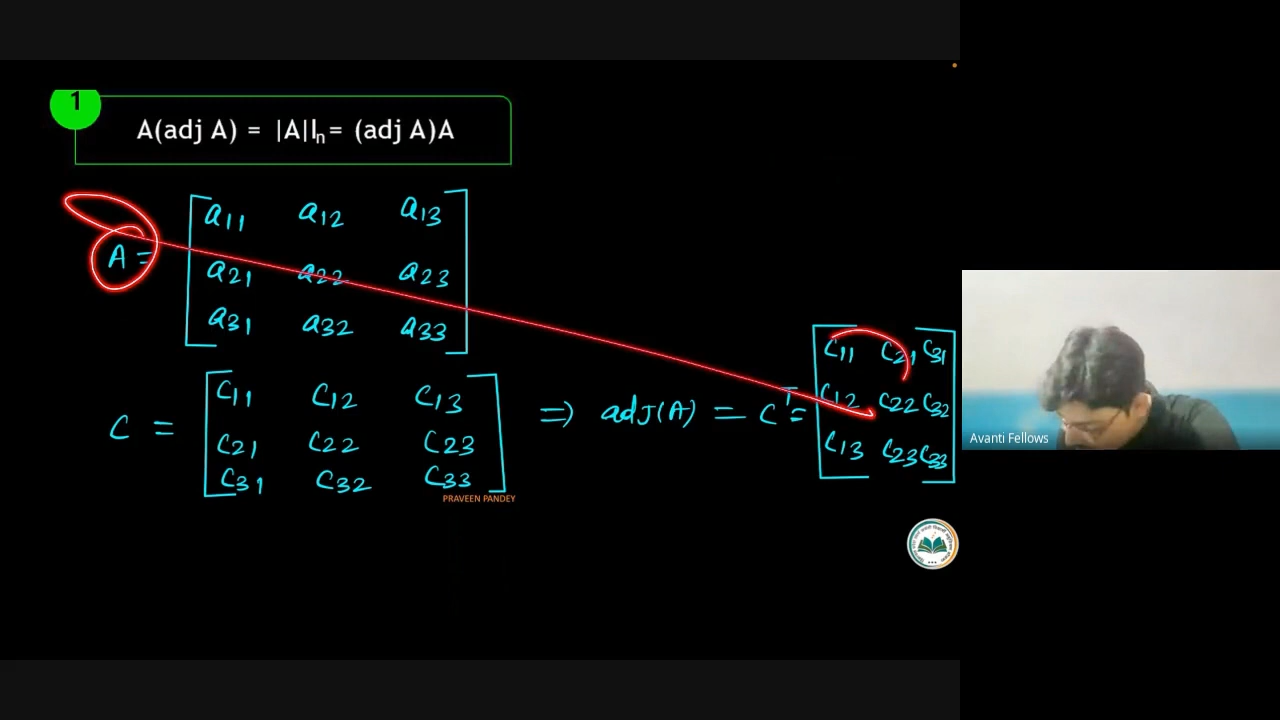 1
A(adj A) = |A|Iₙ = (adj A)A
A = [ a11 a12 a13
a21 a22 a23
a31 a32 a33 ]
C = [ C11 C12 C13
C21 C22 C23
C31 C32 C33 ]
⇒ adj(A) = Cᵀ = [ C11 C21 C31
C12 C22 C32
C13 C23 C33 ]
PRAVEEN PANDEY
Avanti Fellows